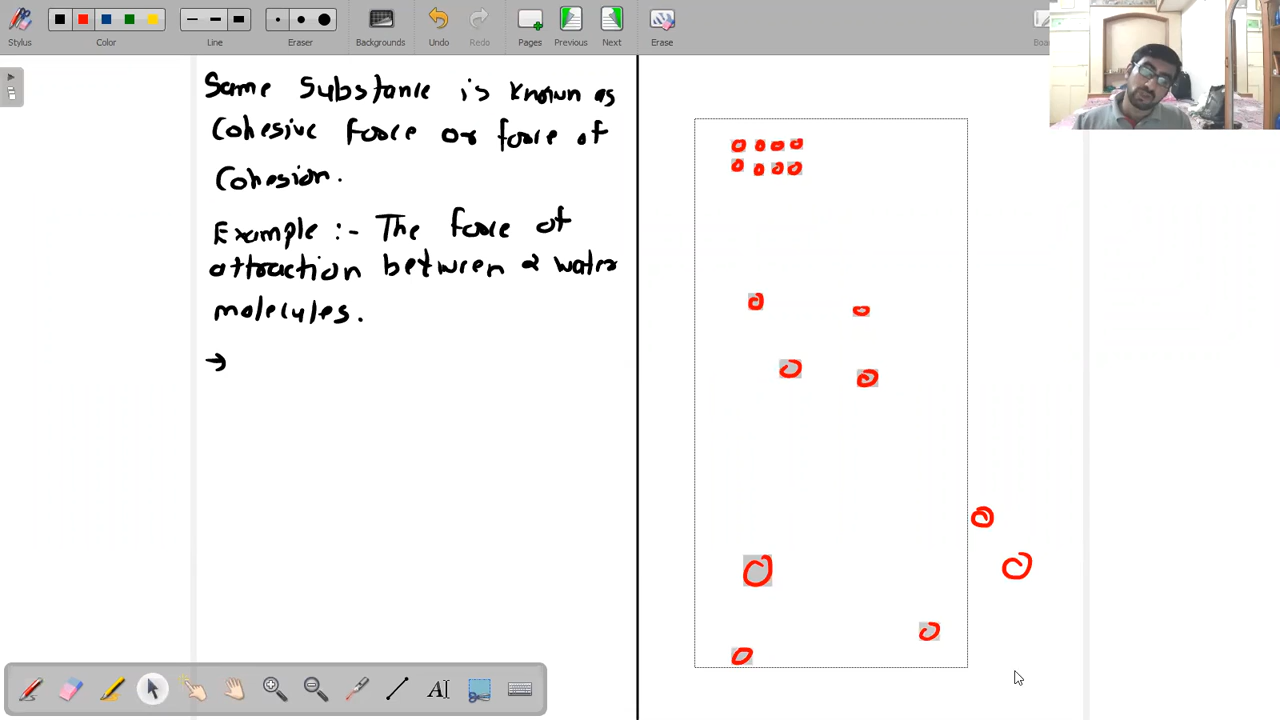 Stylus
Color
Line
Eraser
Backgrounds
Undo
Redo
Pages
Previous
Next
Erase
Same Substance is known as
Cohesive force or force of
Cohesion.
Example :- The force of
attraction between 2 water
molecules.
→